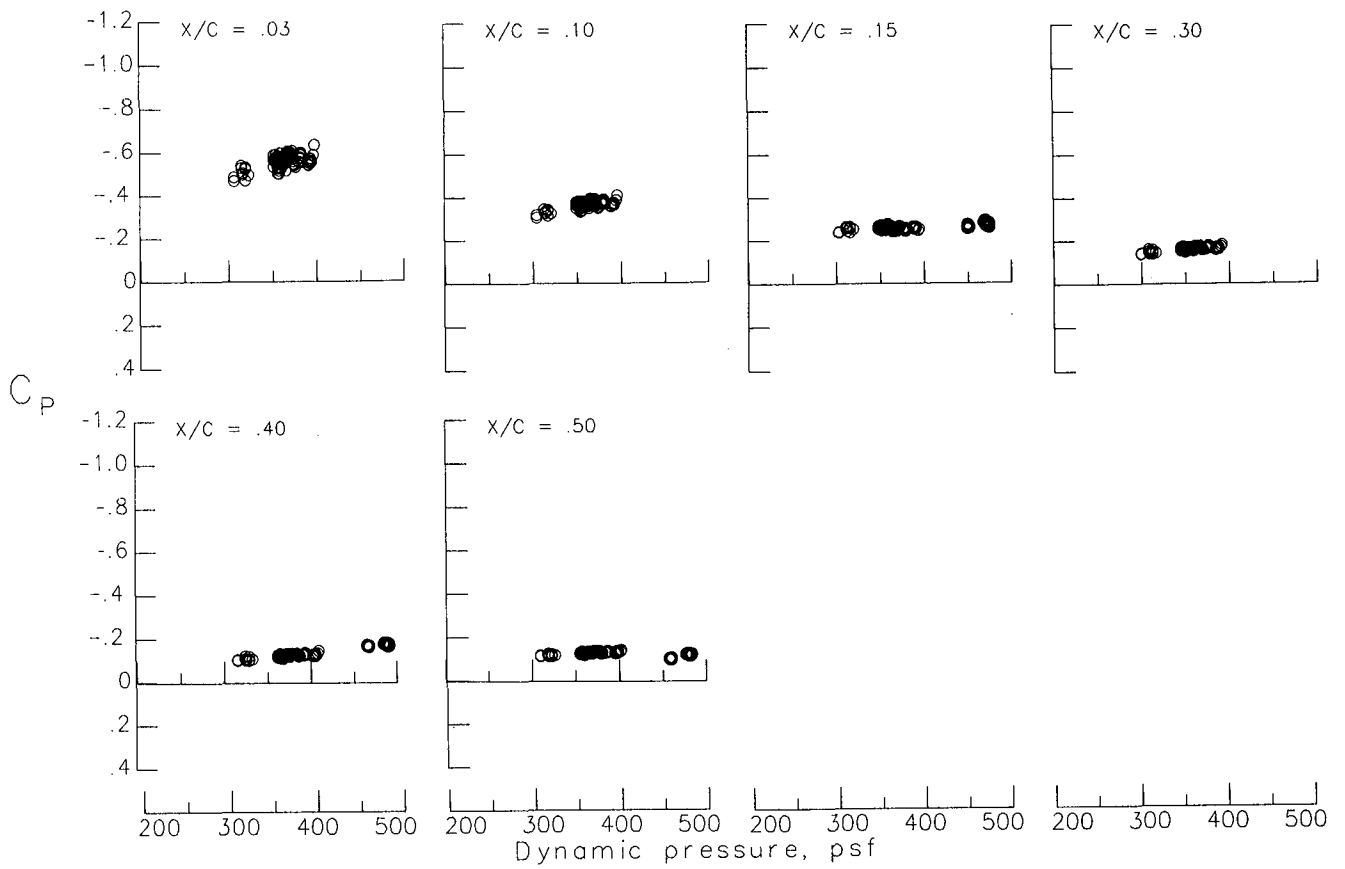 X/C = .03
X/C = .10
X/C = .15
X/C = .30
-1.2
-1.0
-.8
-.6
-.4
-.2
0
.2
.4
C P
X/C = .40
X/C = .50
-1.2
-1.0
-.8
-.6
-.4
-.2
0
.2
.4
200 300 400 500
200 300 400 500
200 300 400 500
200 300 400 500
Dynamic pressure, psf